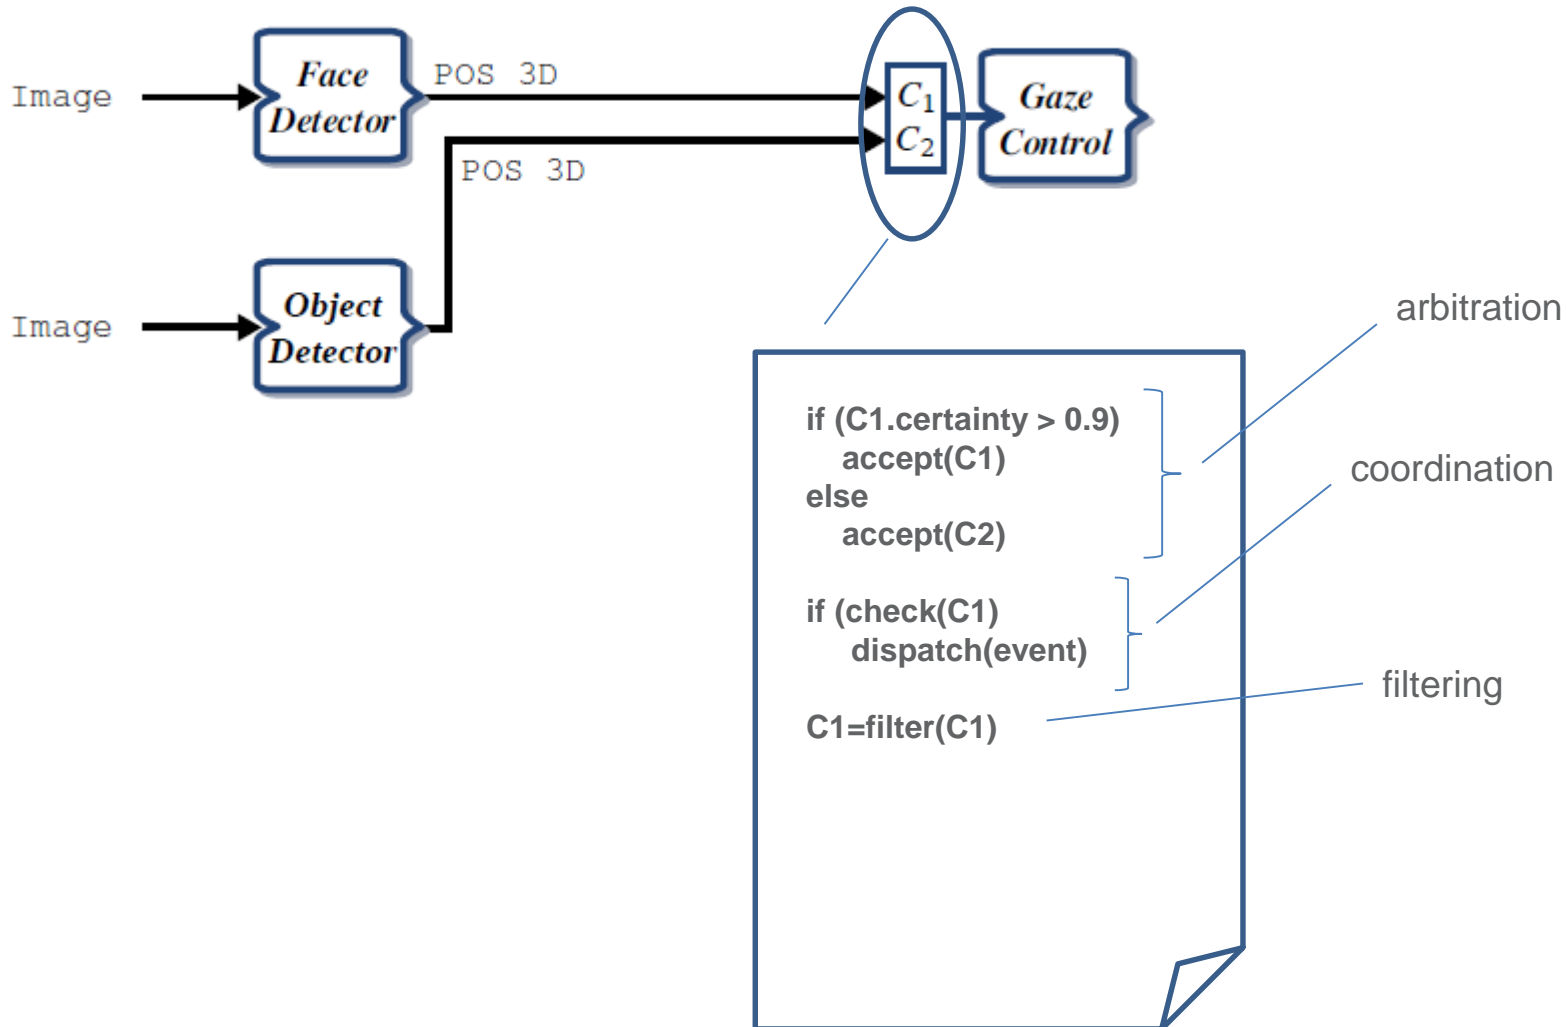 Image
Face
Detector
POS 3D
C1
C2
Gaze
Control
POS 3D
Image
Object
Detector
arbitration
coordination
filtering
if (C1.certainty > 0.9)
accept(C1)
else
accept(C2)
if (check(C1)
dispatch(event)
C1=filter(C1)